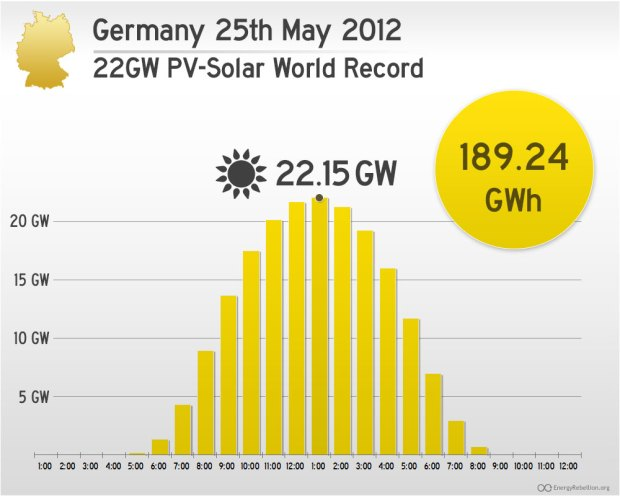 Germany 25th May 2012
22GW PV-Solar World Record
189.24
GWh
22.15 GW
20 GW
15 GW
10 GW
5 GW
1:00 2:00 3:00 4:00 5:00 6:00 7:00 8:00 9:00 10:00 11:00 12:00 1:00 2:00 3:00 4:00 5:00 6:00 7:00 8:00 9:00 10:00 11:00 12:00
EnergyRebellion.org